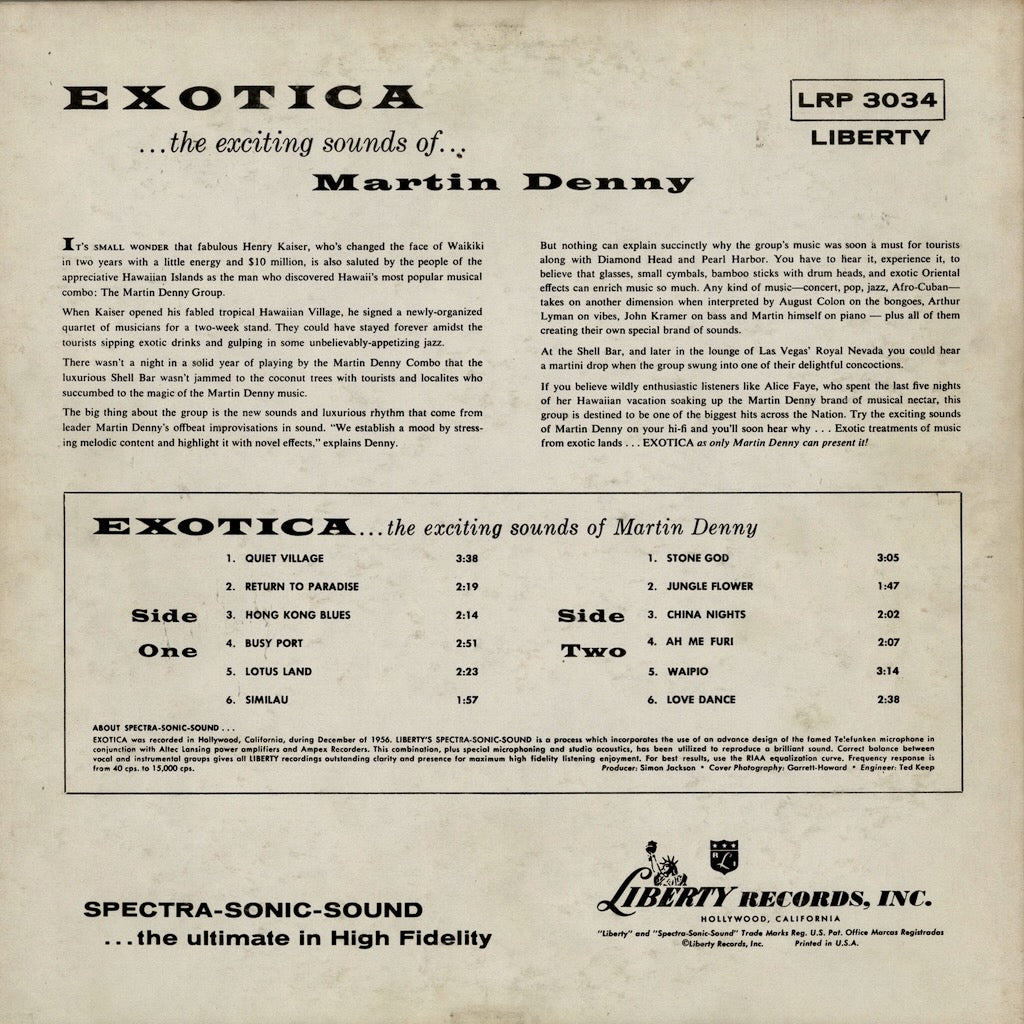 EXOTICA
...the exciting sounds of...
Martin Denny
LRP 3034
LIBERTY
IT'S SMALL WONDER that fabulous Henry Kaiser, who's changed the face of Waikiki
in two years with a little energy and $10 million, is also saluted by the people of the
appreciative Hawaiian Islands as the man who discovered Hawaii's most popular musical
combo: The Martin Denny Group.
When Kaiser opened his fabled tropical Hawaiian Village, he signed a newly-organized
quartet of musicians for a two-week stand. They could have stayed forever amidst the
tourists sipping exotic drinks and gulping in some unbelievably-appetizing jazz.
There wasn't a night in a solid year of playing by the Martin Denny Combo that the
luxurious Shell Bar wasn't jammed to the coconut trees with tourists and localites who
succumbed to the magic of the Martin Denny music.
The big thing about the group is the new sounds and luxurious rhythm that come from
leader Martin Denny's offbeat improvisations in sound. "We establish a mood by stress-
ing melodic content and highlight it with novel effects," explains Denny.
But nothing can explain succinctly why the group's music was soon a must for tourists
along with Diamond Head and Pearl Harbor. You have to hear it, experience it, to
believe that glasses, small cymbals, bamboo sticks with drum heads, and exotic Oriental
effects can enrich music so much. Any kind of music—concert, pop, jazz, Afro-Cuban—
takes on another dimension when interpreted by August Colon on the bongoes, Arthur
Lyman on vibes, John Kramer on bass and Martin himself on piano — plus all of them
creating their own special brand of sounds.
At the Shell Bar, and later in the lounge of Las Vegas' Royal Nevada you could hear
a martini drop when the group swung into one of their delightful concoctions.
If you believe wildly enthusiastic listeners like Alice Faye, who spent the last five nights
of her Hawaiian vacation soaking up the Martin Denny brand of musical nectar, this
group is destined to be one of the biggest hits across the Nation. Try the exciting sounds
of Martin Denny on your hi-fi and you'll soon hear why . . . Exotic treatments of music
from exotic lands . . . EXOTICA as only Martin Denny can present it!
EXOTICA...the exciting sounds of Martin Denny
Side One
1. QUIET VILLAGE 3:38
2. RETURN TO PARADISE 2:19
3. HONG KONG BLUES 2:14
4. BUSY PORT 2:51
5. LOTUS LAND 2:23
6. SIMILAU 1:57
Side Two
1. STONE GOD 3:05
2. JUNGLE FLOWER 1:47
3. CHINA NIGHTS 2:02
4. AH ME FURI 2:07
5. WAIPIO 3:14
6. LOVE DANCE 2:38
ABOUT SPECTRA-SONIC-SOUND . . .
EXOTICA was recorded in Hollywood, California, during December of 1956. LIBERTY'S SPECTRA-SONIC-SOUND is a process which incorporates the use of an advance design of the famed Telefunken microphone in
conjunction with Altec Lansing power amplifiers and Ampex Recorders. This combination, plus special microphoning and studio acoustics, has been utilized to reproduce a brilliant sound. Correct balance between
vocal and instrumental groups gives all LIBERTY recordings outstanding clarity and presence for maximum high fidelity listening enjoyment. For best results, use the RIAA equalization curve. Frequency response is
from 40 cps. to 15,000 cps.
Producer: Simon Jackson * Cover Photography: Garrett-Howard * Engineer: Ted Keep
SPECTRA-SONIC-SOUND
...the ultimate in High Fidelity
LIBERTY RECORDS, INC.
HOLLYWOOD, CALIFORNIA
"Liberty" and "Spectra-Sonic-Sound" Trade Marks Reg. U.S. Pat. Office Marcas Registradas
©Liberty Records, Inc. Printed in U.S.A.